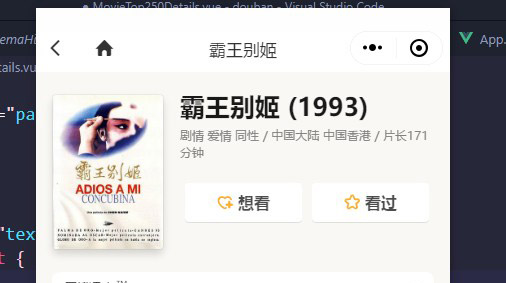 MovieTop250Details.vue - douban - Visual Studio Code
App.
霸王别姬
ails.vu
="pa
霸王别姬 (1993)
剧情 爱情 同性 / 中国大陆 中国香港 / 片长171
分钟
霸王别姬
ADIOS A MI
CONCUBINA
想看
看过
"tex
t {